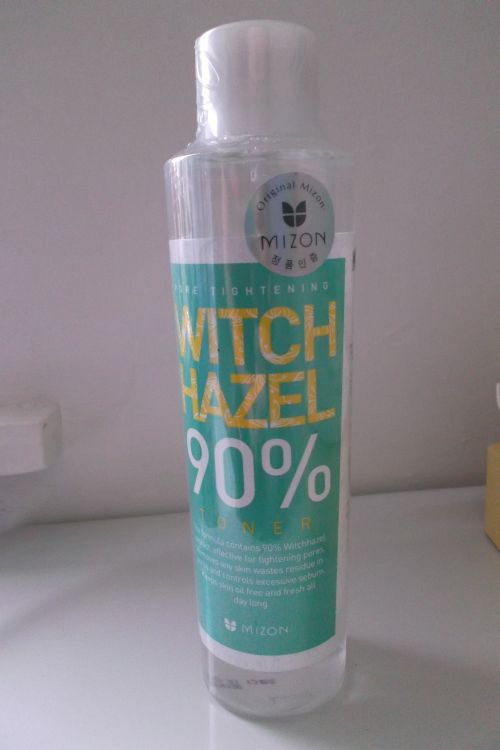 Original Mizon.
MIZON
정품인증
PORE TIGHTENING
WITCH
HAZEL
90%
TONER
formula contains 90% Witchhazel
effective for tightening pores
any skin wastes residue in
and controls excessive sebum.
Keeps skin oil free and fresh all
day long
MIZON